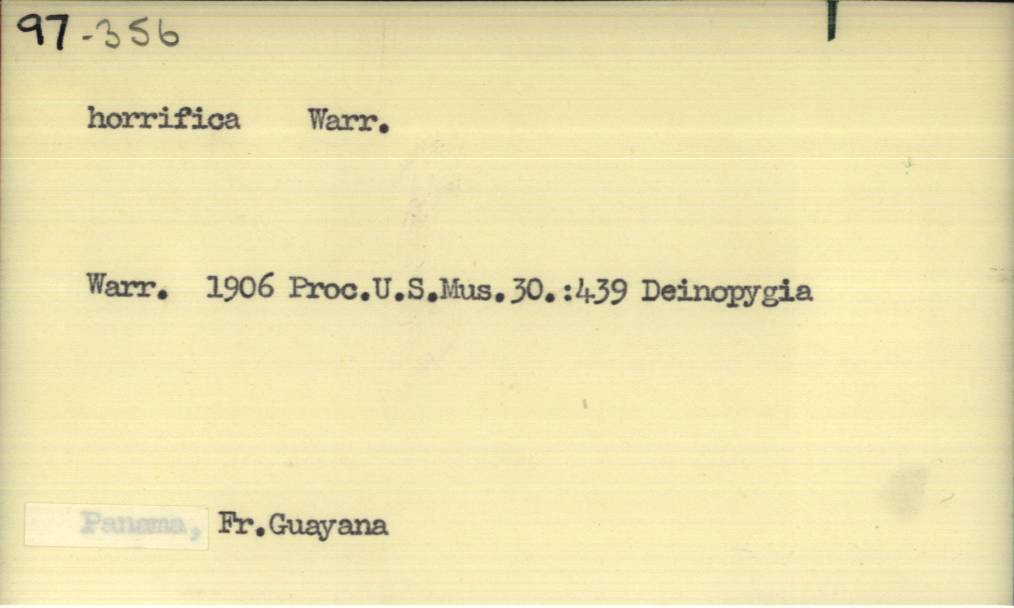 97-356
horrifica Warr.
Warr. 1906 Proc.U.S.Mus.30.:439 Deinopygia
Panama, Fr.Guayana